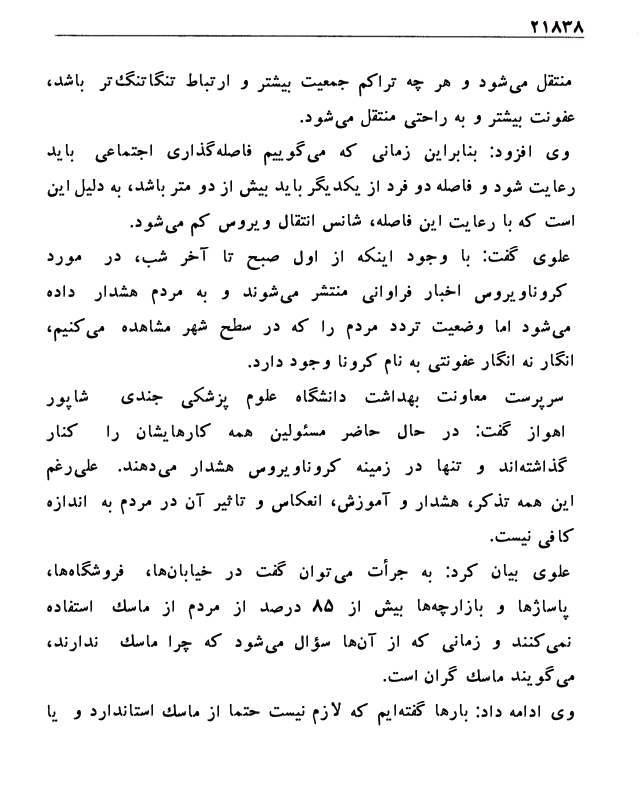 ۲۱۸۳۸
منتقل می‌شود و هر چه تراکم جمعیت بیشتر و ارتباط تنگاتنگ‌تر باشد،
عفونت بیشتر و به راحتی منتقل می‌شود.
وی افزود: بنابراین زمانی که می‌گوییم فاصله‌گذاری اجتماعی باید
رعایت شود و فاصله دو فرد از یکدیگر باید بیش از دو متر باشد، به دلیل این
است که با رعایت این فاصله، شانس انتقال ویروس کم می‌شود.
علوی گفت: با وجود اینکه از اول صبح تا آخر شب، در مورد
کروناویروس اخبار فراوانی منتشر می‌شوند و به مردم هشدار داده
می‌شود اما وضعیت تردد مردم را که در سطح شهر مشاهده می‌کنیم،
انگار نه انگار عفونتی به نام کرونا وجود دارد.
سرپرست معاونت بهداشت دانشگاه علوم پزشکی جندی شاپور
اهواز گفت: در حال حاضر مسئولین همه کارهایشان را کنار
گذاشته‌اند و تنها در زمینه کروناویروس هشدار می‌دهند. علی‌رغم
این همه تذکر، هشدار و آموزش، انعکاس و تاثیر آن در مردم به اندازه
کافی نیست.
علوی بیان کرد: به جرأت می‌توان گفت در خیابان‌ها، فروشگاه‌ها،
پاساژها و بازارچه‌ها بیش از ۸۵ درصد از مردم از ماسك استفاده
نمی‌کنند و زمانی که از آن‌ها سؤال می‌شود که چرا ماسك ندارند،
می‌گویند ماسك گران است.
وی ادامه داد: بارها گفته‌ایم که لازم نیست حتما از ماسك استاندارد و یا